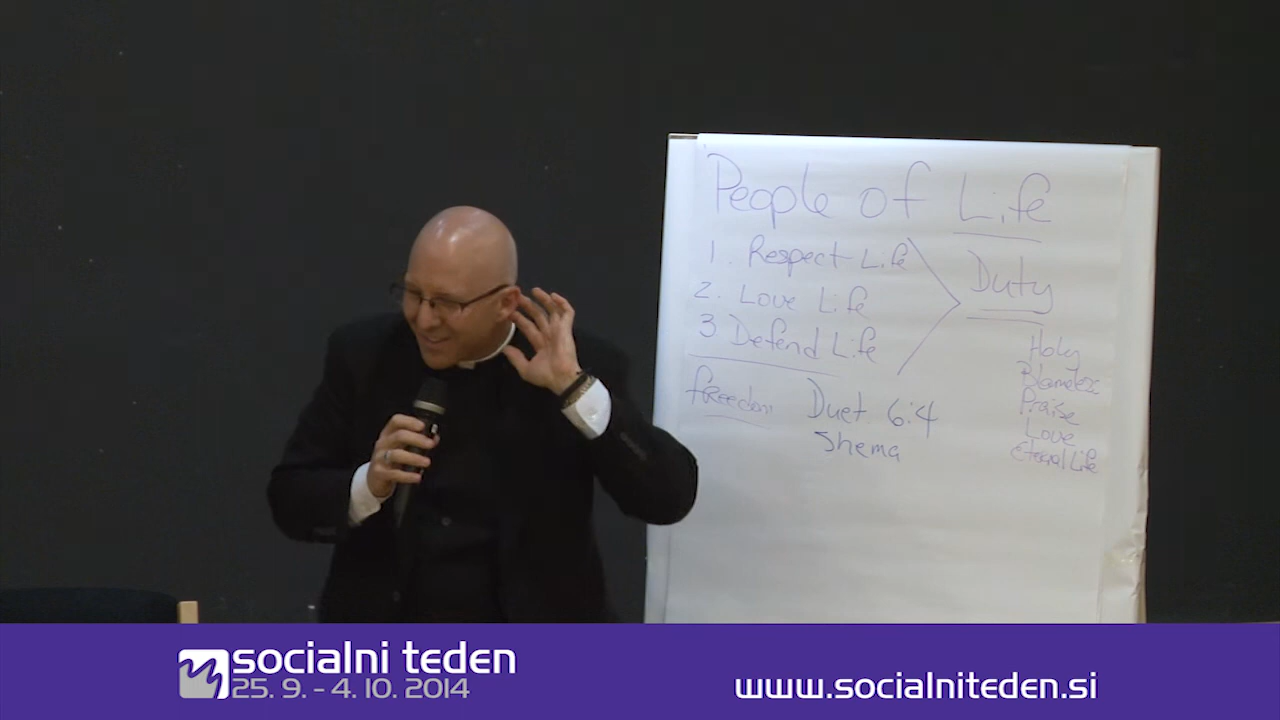 People of Life
1. Respect Life
2. Love Life
3 Defend Life
Duty
Holy
Blameless
Praise
Love
Eternal Life
freedom
Duet. 6:4
Shema
socialni teden
25. 9. - 4. 10. 2014
www.socialniteden.si